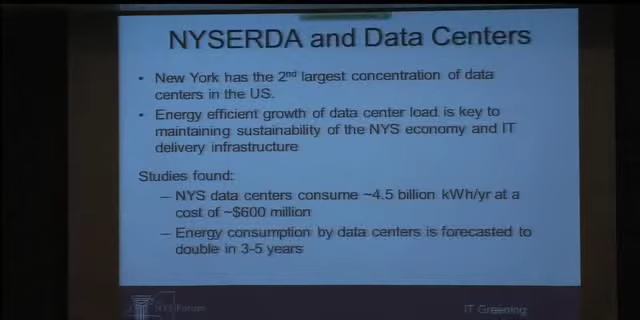 NYSERDA and Data Centers
• New York has the 2nd largest concentration of data
centers in the US.
• Energy efficient growth of data center load is key to
maintaining sustainability of the NYS economy and IT
delivery infrastructure
Studies found:
— NYS data centers consume ~4.5 billion kWh/yr at a
cost of ~$600 million
— Energy consumption by data centers is forecasted to
double in 3-5 years
NYS Forum
IT Greening